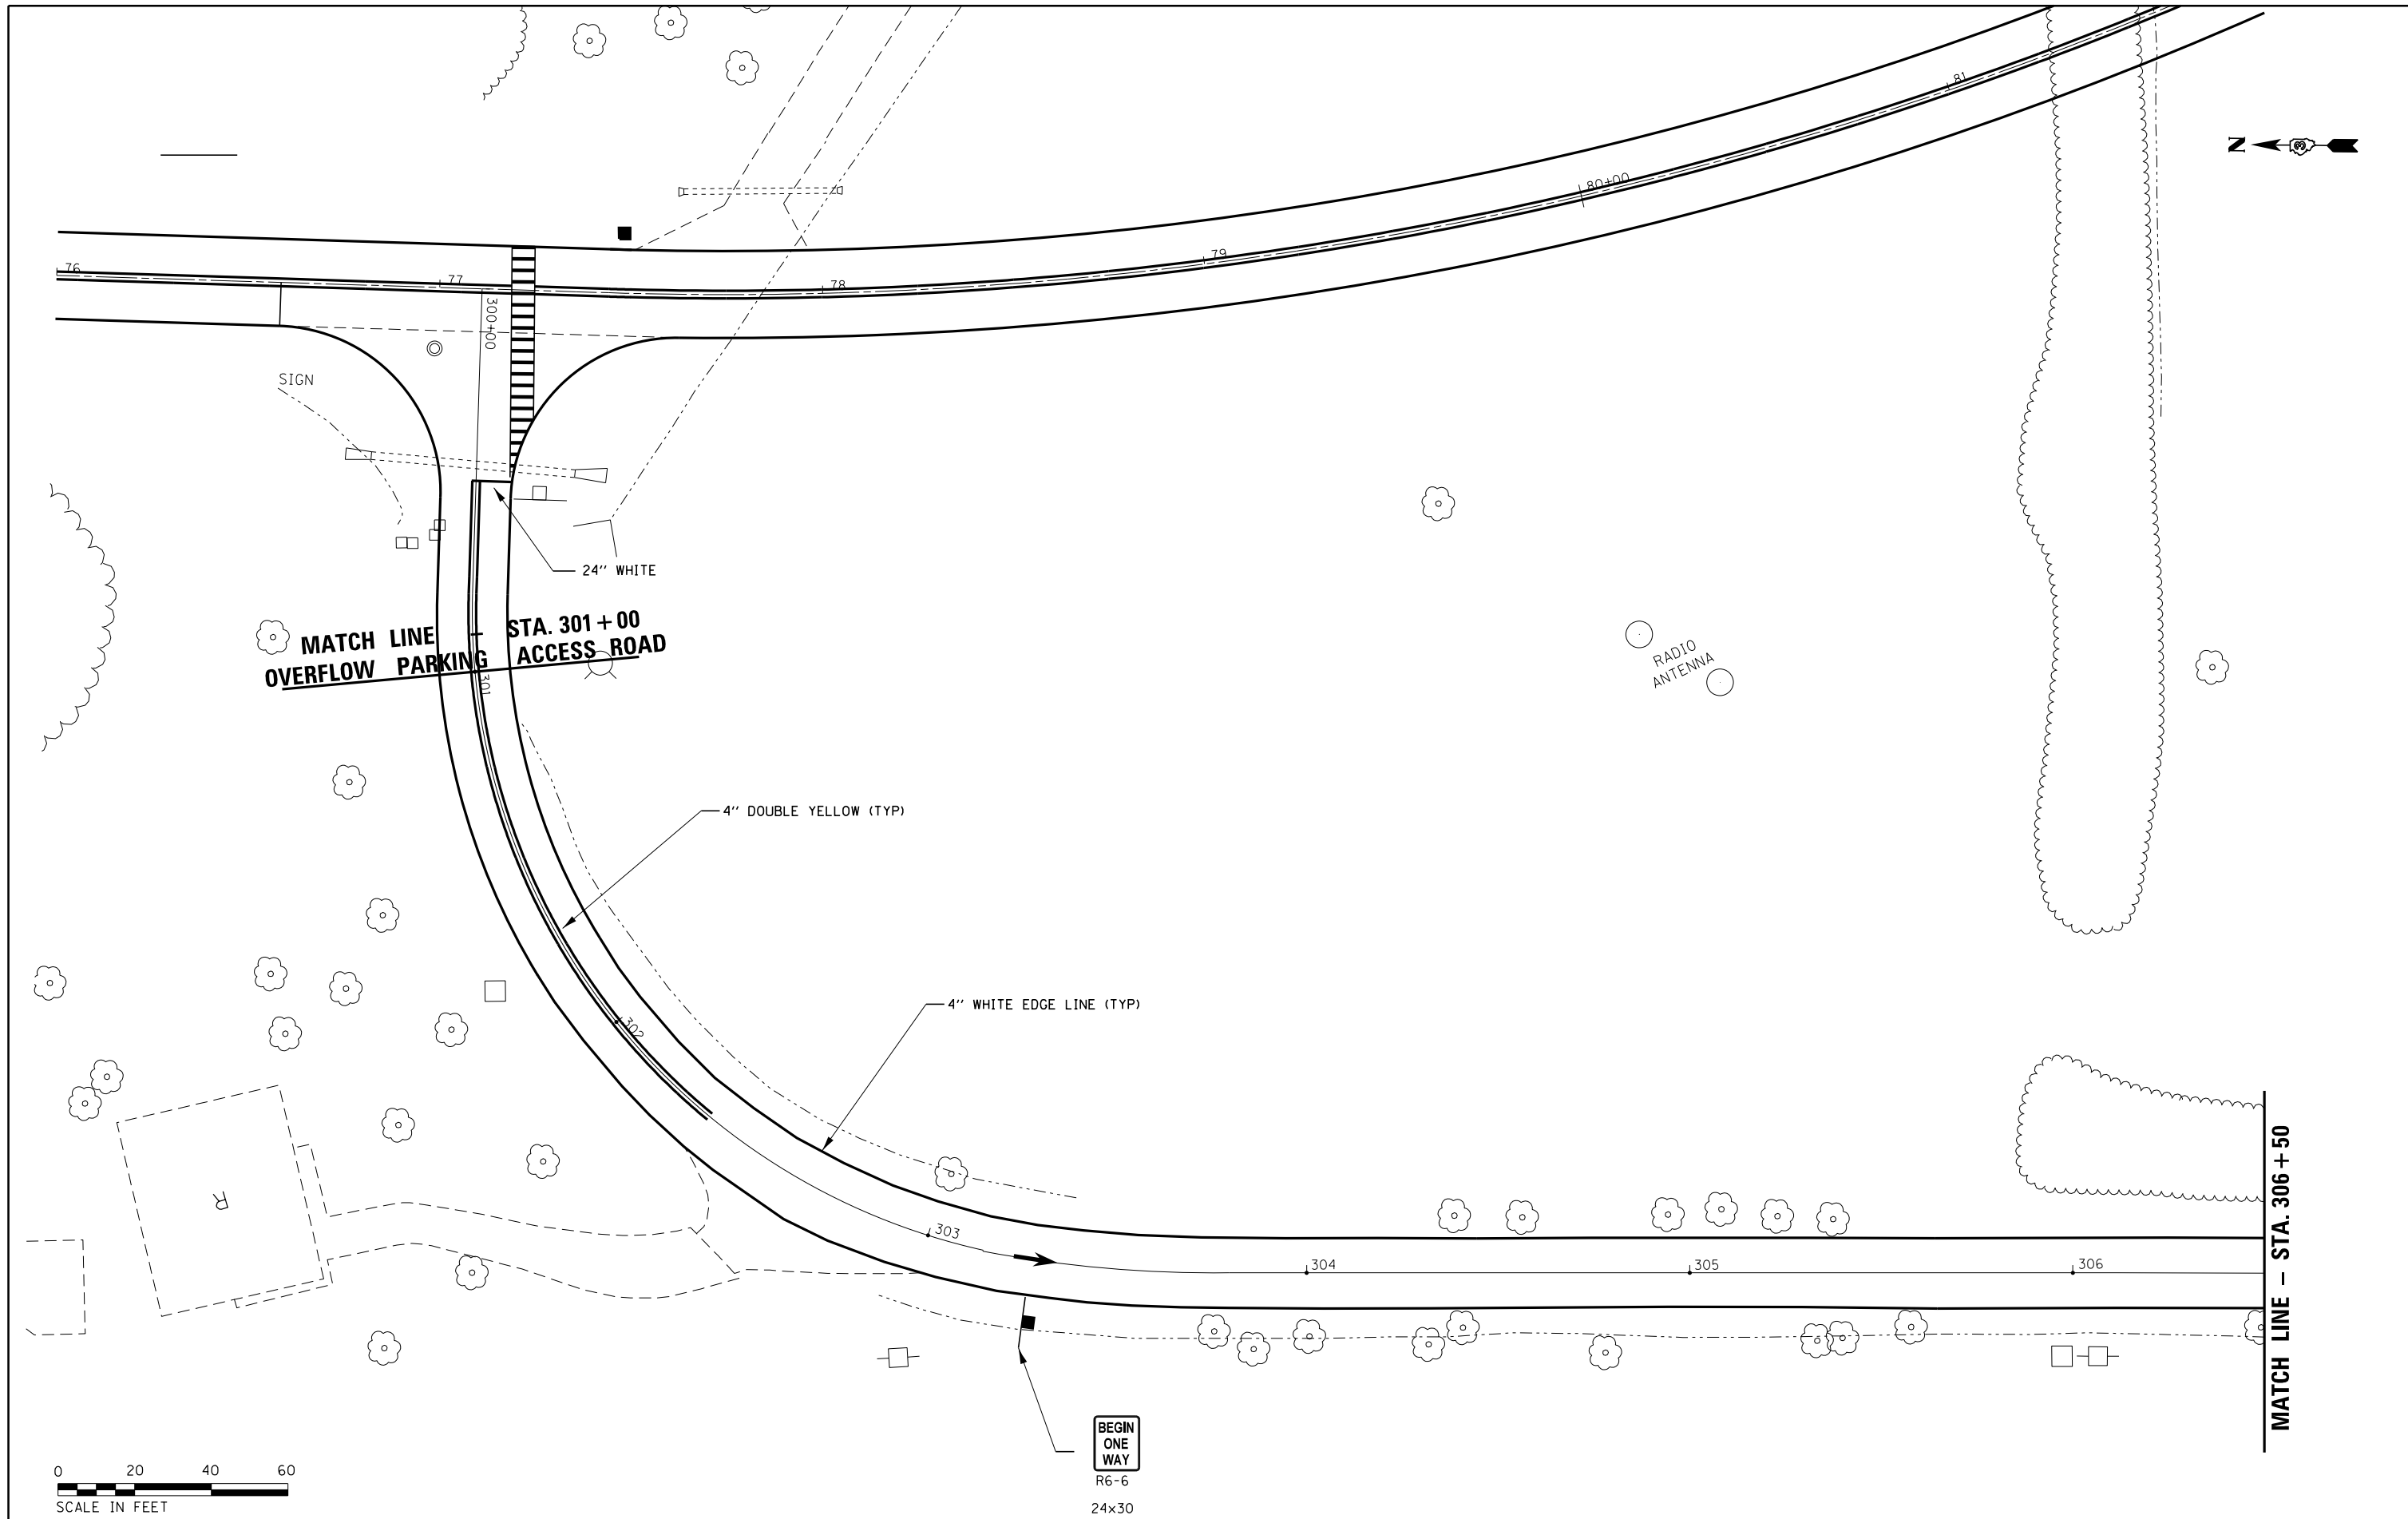 81
N
80+00
79
76
77
78
300+00
SIGN
24'' WHITE
MATCH LINE - STA. 301+00
OVERFLOW PARKING ACCESS ROAD
301
RADIO
ANTENNA
4'' DOUBLE YELLOW (TYP)
4'' WHITE EDGE LINE (TYP)
302
R
303
304
305
306
MATCH LINE - STA. 306+50
BEGIN
ONE
WAY
R6-6
24x30
0 20 40 60
SCALE IN FEET